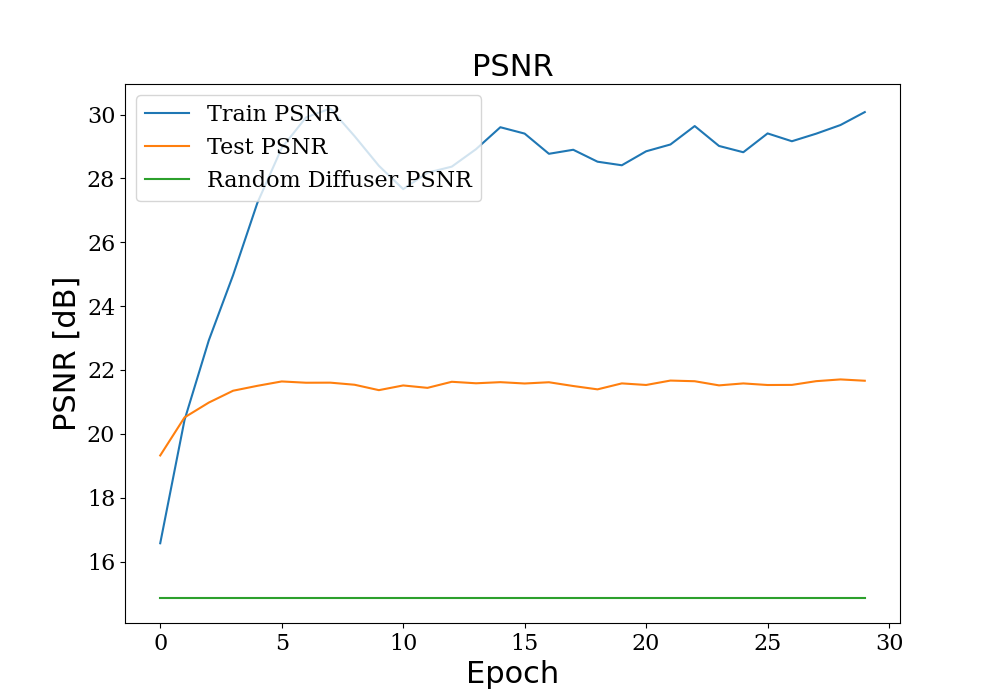 PSNR
Train PSNR
Test PSNR
Random Diffuser PSNR
PSNR [dB]
30
28
26
24
22
20
18
16
0 5 10 15 20 25 30
Epoch